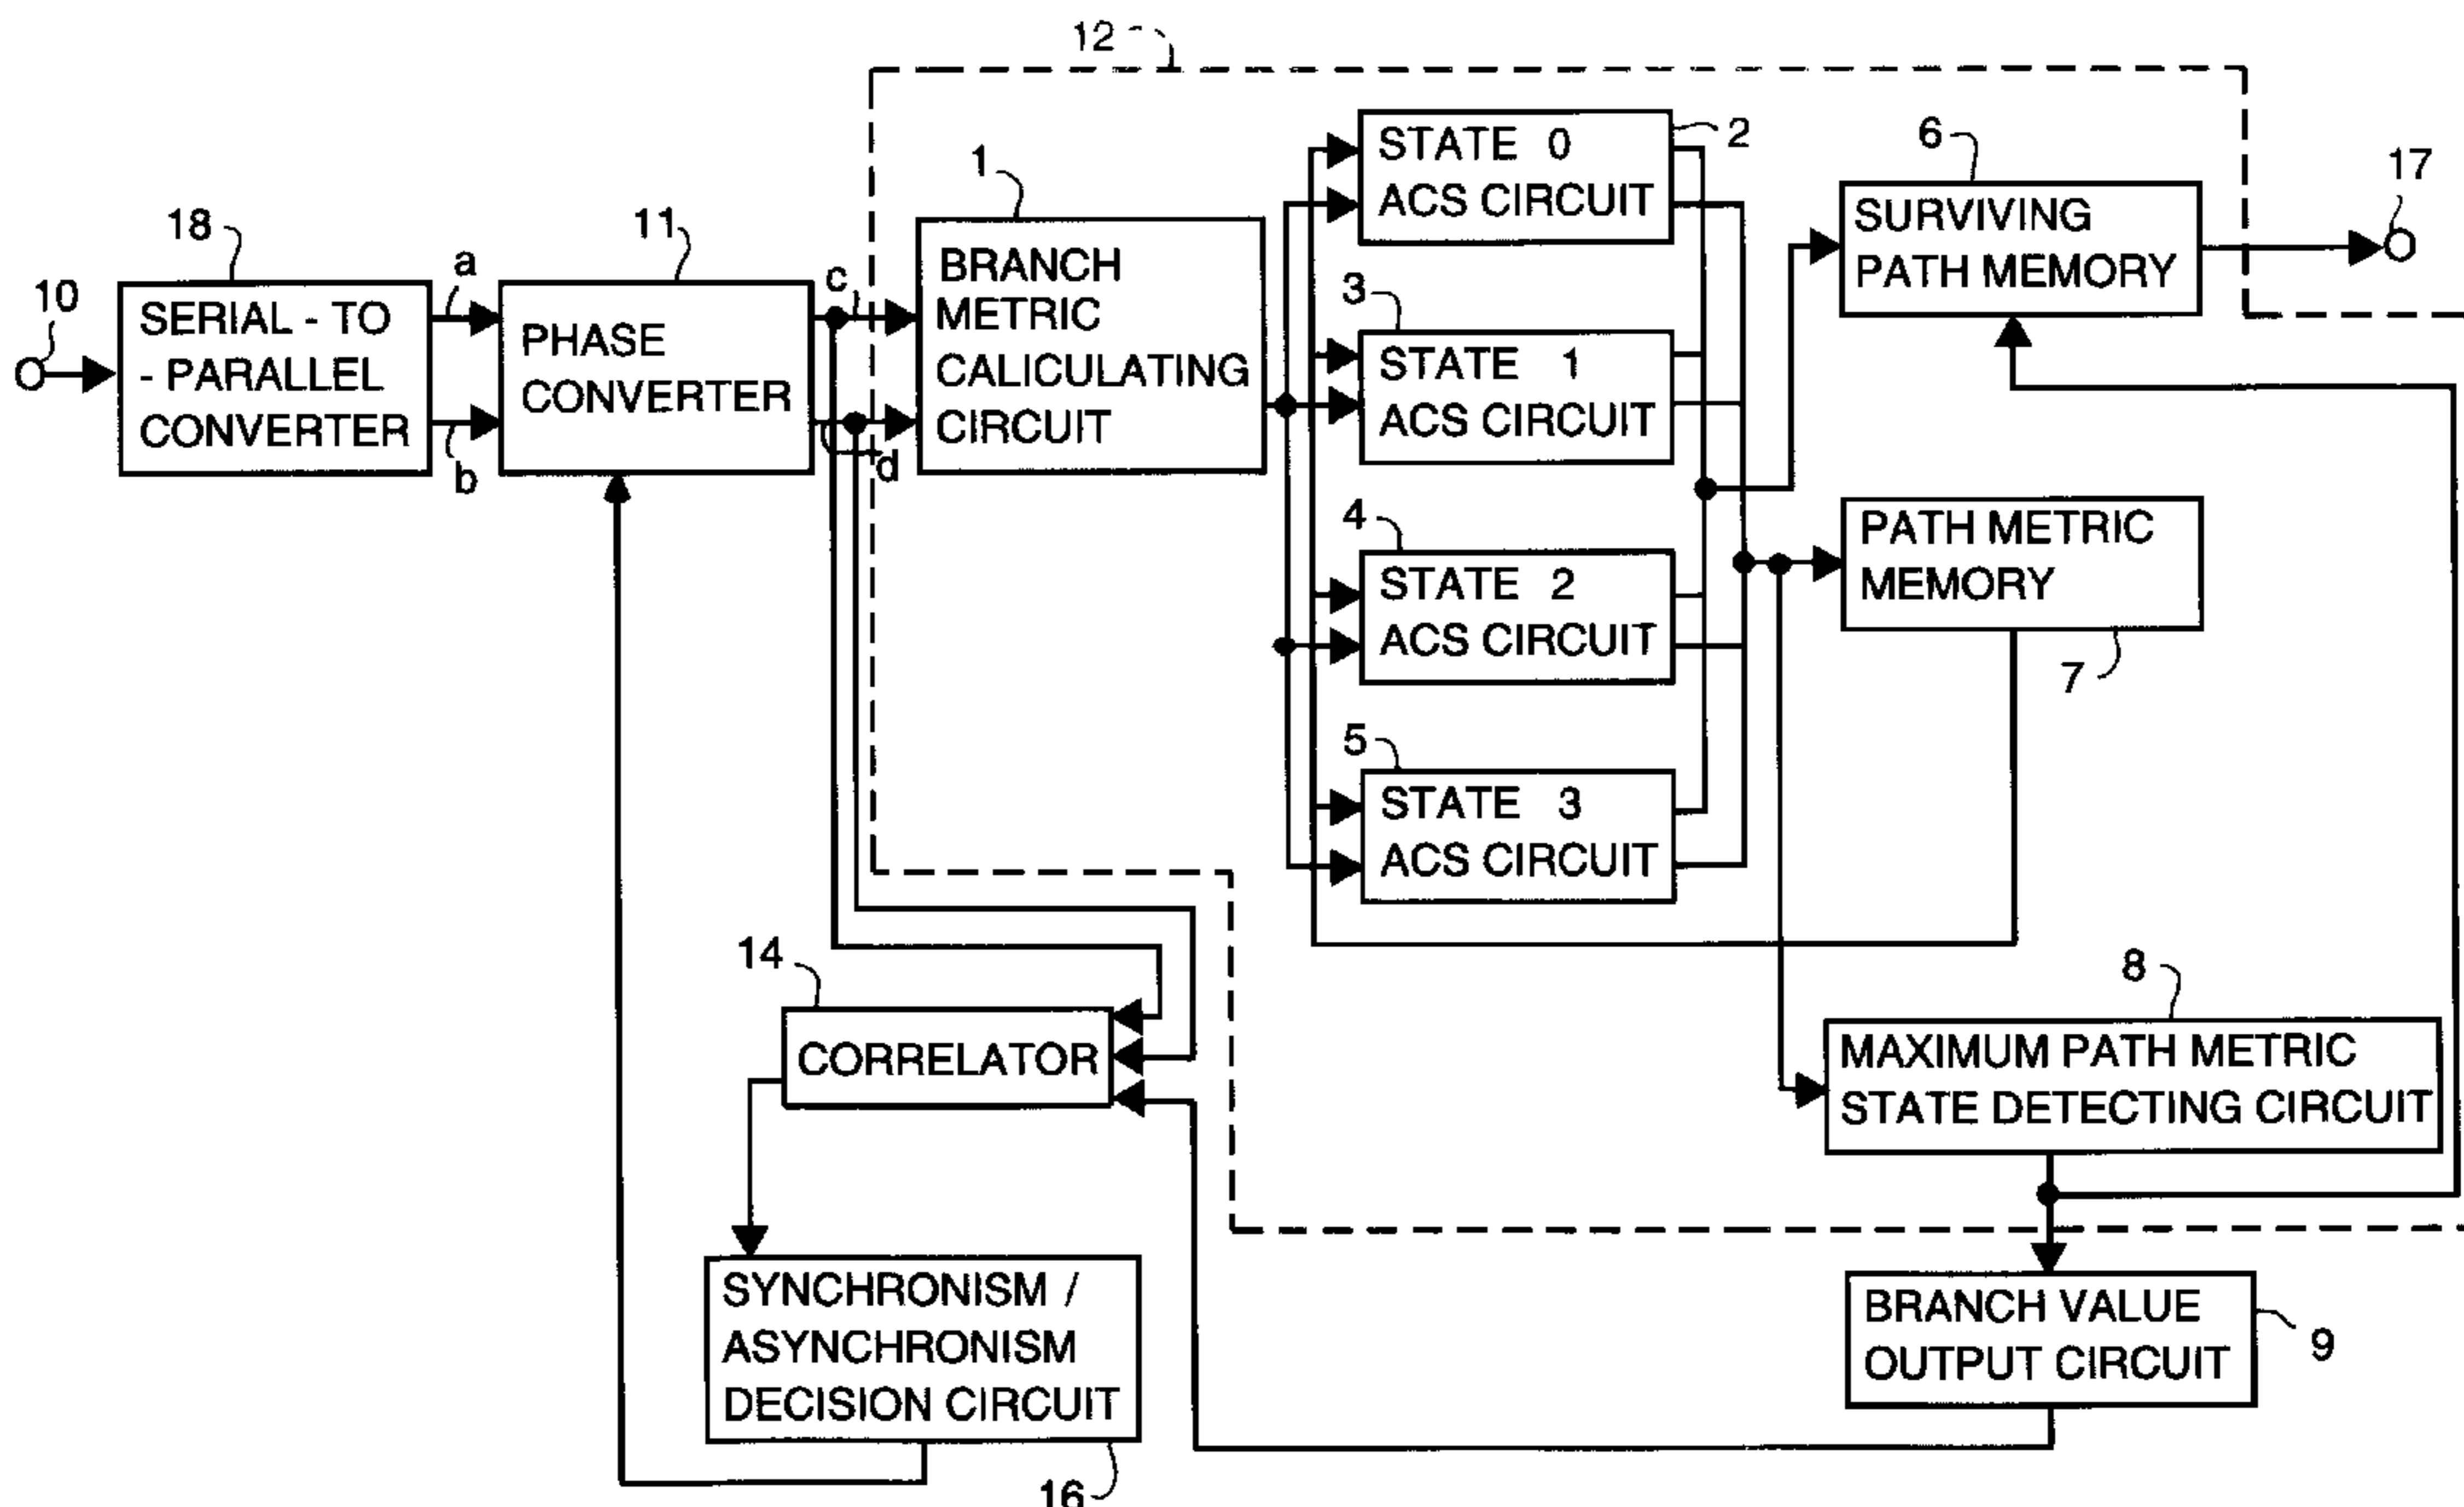 12
18
10
SERIAL - TO
- PARALLEL
CONVERTER
a
b
11
PHASE
CONVERTER
c
d
1
BRANCH
METRIC
CALICULATING
CIRCUIT
2
STATE 0
ACS CIRCUIT
3
STATE 1
ACS CIRCUIT
4
STATE 2
ACS CIRCUIT
5
STATE 3
ACS CIRCUIT
6
SURVIVING
PATH MEMORY
17
PATH METRIC
MEMORY
7
8
MAXIMUM PATH METRIC
STATE DETECTING CIRCUIT
14
CORRELATOR
SYNCHRONISM /
ASYNCHRONISM
DECISION CIRCUIT
16
BRANCH VALUE
OUTPUT CIRCUIT
9